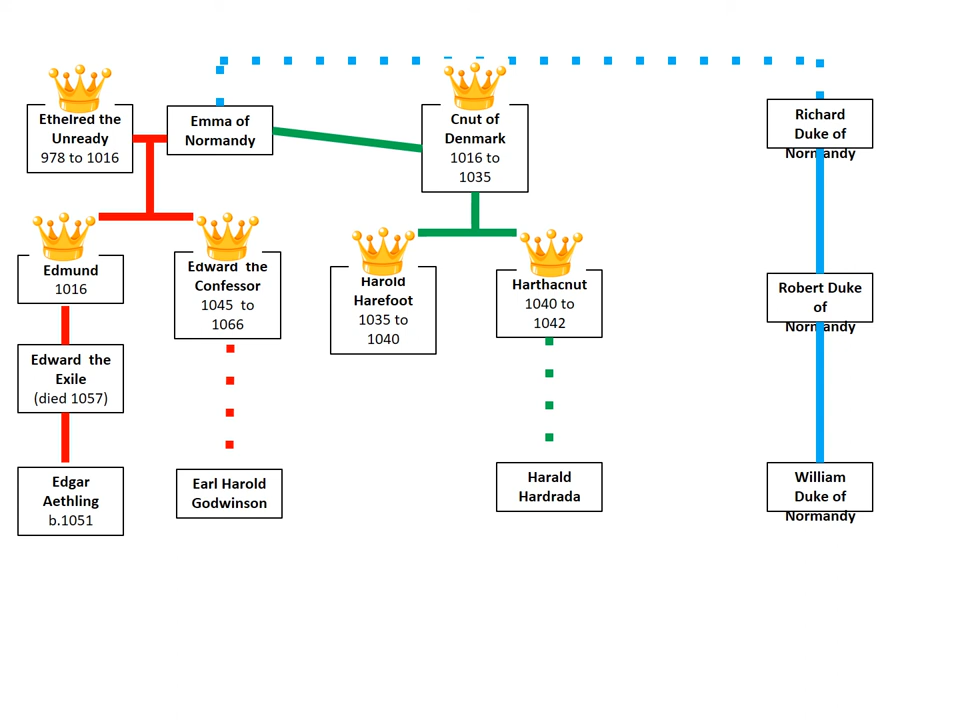 Ethelred the
Unready
978 to 1016
Emma of
Normandy
Cnut of
Denmark
1016 to
1035
Richard
Duke of
Normandy
Edmund
1016
Edward  the
Confessor
1045  to
1066
Harold
Harefoot
1035 to
1040
Harthacnut
1040 to
1042
Robert Duke
of
Normandy
Edward  the
Exile
(died 1057)
Edgar
Aethling
b.1051
Earl Harold
Godwinson
Harald
Hardrada
William
Duke of
Normandy